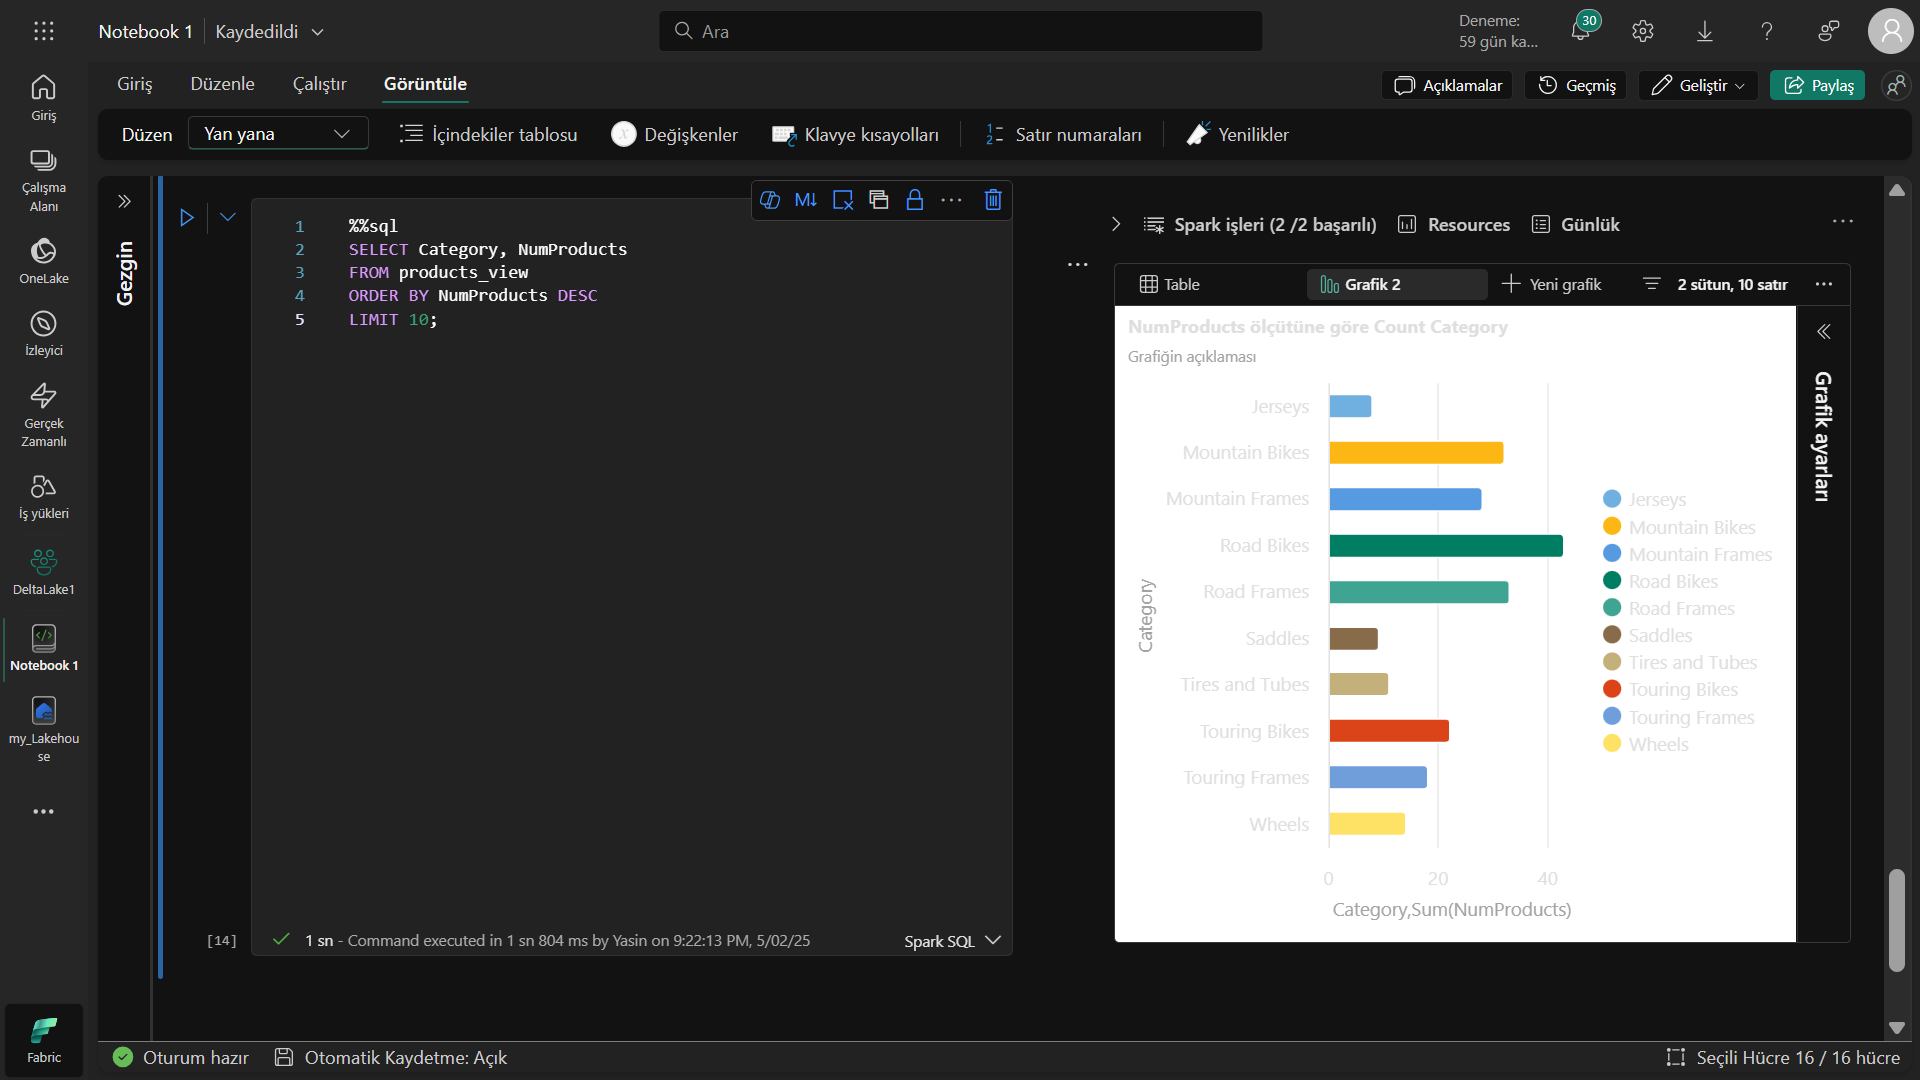 Notebook 1
Kaydedildi
Ara
Deneme:
59 gün ka...
30
Giriş
Düzenle
Çalıştır
Görüntüle
Açıklamalar
Geçmiş
Geliştir
Paylaş
Düzen
Yan yana
İçindekiler tablosu
Değişkenler
Klavye kısayolları
Satır numaraları
Yenilikler
Giriş
Çalışma
Alanı
OneLake
İzleyici
Gerçek
Zamanlı
İş yükleri
DeltaLake1
Notebook 1
my_Lakehou
se
Fabric
Gezgin
M↓
1 %%sql
2 SELECT Category, NumProducts
3 FROM products_view
4 ORDER BY NumProducts DESC
5 LIMIT 10;
[14]
1 sn - Command executed in 1 sn 804 ms by Yasin on 9:22:13 PM, 5/02/25
Spark SQL
Spark işleri (2 /2 başarılı)
Resources
Günlük
Table
Grafik 2
Yeni grafik
2 sütun, 10 satır
NumProducts ölçütüne göre Count Category
Grafiğin açıklaması
Category
Jerseys
Mountain Bikes
Mountain Frames
Road Bikes
Road Frames
Saddles
Tires and Tubes
Touring Bikes
Touring Frames
Wheels
0 20 40
Category,Sum(NumProducts)
Jerseys
Mountain Bikes
Mountain Frames
Road Bikes
Road Frames
Saddles
Tires and Tubes
Touring Bikes
Touring Frames
Wheels
Grafik ayarları
Oturum hazır
Otomatik Kaydetme: Açık
Seçili Hücre 16 / 16 hücre